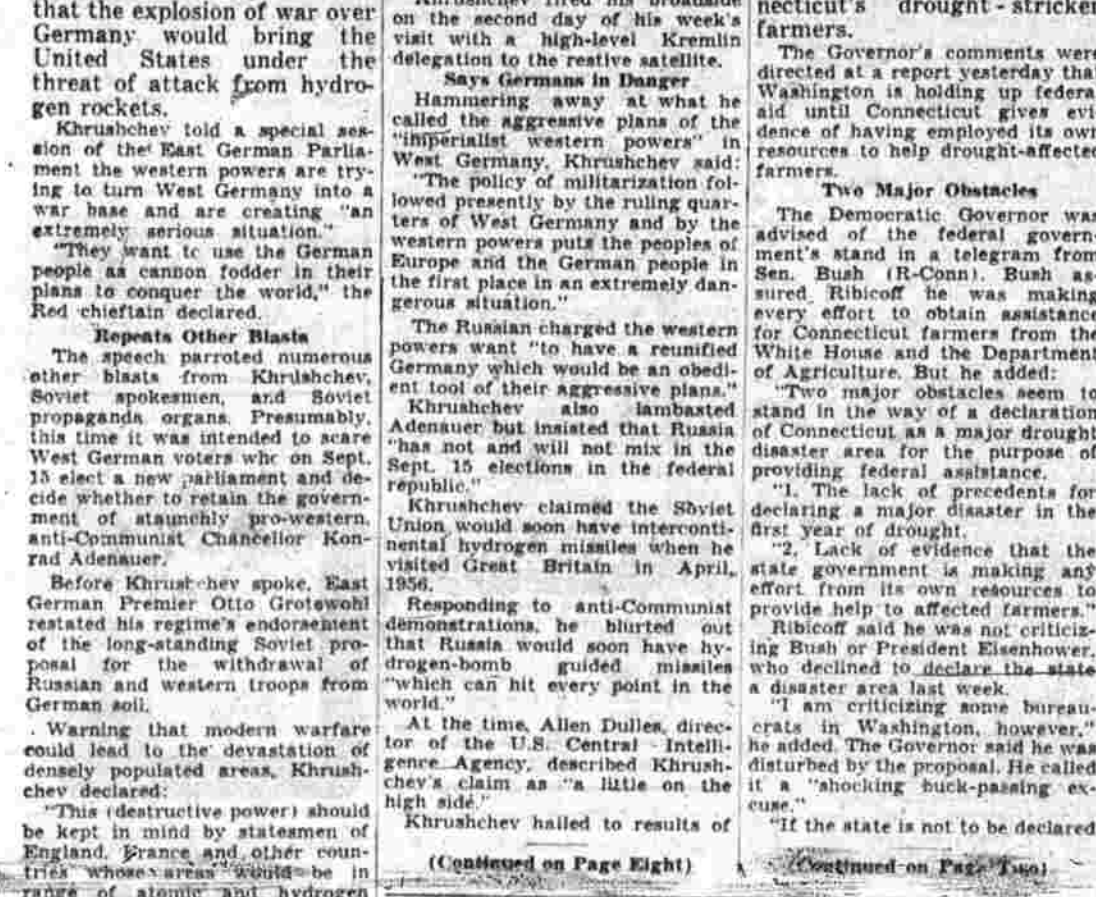 that the explosion of war over
Germany would bring the
United States under the
threat of attack from hydro-
gen rockets.
Khrushchev told a special ses-
sion of the East German Parlia-
ment the western powers are try-
ing to turn West Germany into a
war base and are creating "an
extremely serious situation."
"They want to use the German
people as cannon fodder in their
plans to conquer the world," the
Red chieftain declared.
Repeats Other Blasts
The speech parroted numerous
other blasts from Khrushchev,
Soviet spokesmen, and Soviet
propaganda organs. Presumably,
this time it was intended to scare
West German voters who on Sept.
15 elect a new parliament and de-
cide whether to retain the govern-
ment of staunchly pro-western,
anti-Communist Chancellor Kon-
rad Adenauer.
Before Khrushchev spoke, East
German Premier Otto Grotewohl
restated his regime's endorsement
of the long-standing Soviet pro-
posal for the withdrawal of
Russian and western troops from
German soil.
Warning that modern warfare
could lead to the devastation of
densely populated areas, Khrush-
chev declared:
"This (destructive power) should
be kept in mind by statesmen of
England, France and other coun-
tries whose areas would be in
range of atomic and hydrogen
Khrushchev fired his broadside
on the second day of his week's
visit with a high-level Kremlin
delegation to the restive satellite.
Says Germans in Danger
Hammering away at what he
called the aggressive plans of the
"imperialist western powers" in
West Germany, Khrushchev said:
"The policy of militarization fol-
lowed presently by the ruling quar-
ters of West Germany and by the
western powers puts the peoples of
Europe and the German people in
the first place in an extremely dan-
gerous situation."
The Russian charged the western
powers want "to have a reunified
Germany which would be an obedi-
ent tool of their aggressive plans."
Khrushchev also lambasted
Adenauer but insisted that Russia
"has not and will not mix in the
Sept. 15 elections in the federal
republic."
Khrushchev claimed the Soviet
Union would soon have interconti-
nental hydrogen missiles when he
visited Great Britain in April,
1956.
Responding to anti-Communist
demonstrations, he blurted out
that Russia would soon have hy-
drogen-bomb guided missiles
"which can hit every point in the
world."
At the time, Allen Dulles, direc-
tor of the U.S. Central Intelli-
gence Agency, described Khrush-
chev's claim as "a little on the
high side."
Khrushchev hailed to results of
(Continued on Page Eight)
necticut's drought-stricken
farmers.
The Governor's comments were
directed at a report yesterday that
Washington is holding up federal
aid until Connecticut gives evi-
dence of having employed its own
resources to help drought-affected
farmers.
Two Major Obstacles
The Democratic Governor was
advised of the federal govern-
ment's stand in a telegram from
Sen. Bush (R-Conn). Bush as-
sured Ribicoff he was making
every effort to obtain assistance
for Connecticut farmers from the
White House and the Department
of Agriculture. But he added:
"Two major obstacles seem to
stand in the way of a declaration
of Connecticut as a major drought
disaster area for the purpose of
providing federal assistance.
"1. The lack of precedents for
declaring a major disaster in the
first year of drought.
"2. Lack of evidence that the
state government is making any
effort from its own resources to
provide help to affected farmers."
Ribicoff said he was not criticiz-
ing Bush or President Eisenhower,
who declined to declare the state
a disaster area last week.
"I am criticizing some bureau-
crats in Washington, however,"
he added. The Governor said he was
disturbed by the proposal. He called
it a "shocking buck-passing ex-
cuse."
"If the state is not to be declared
(Continued on Page Two)